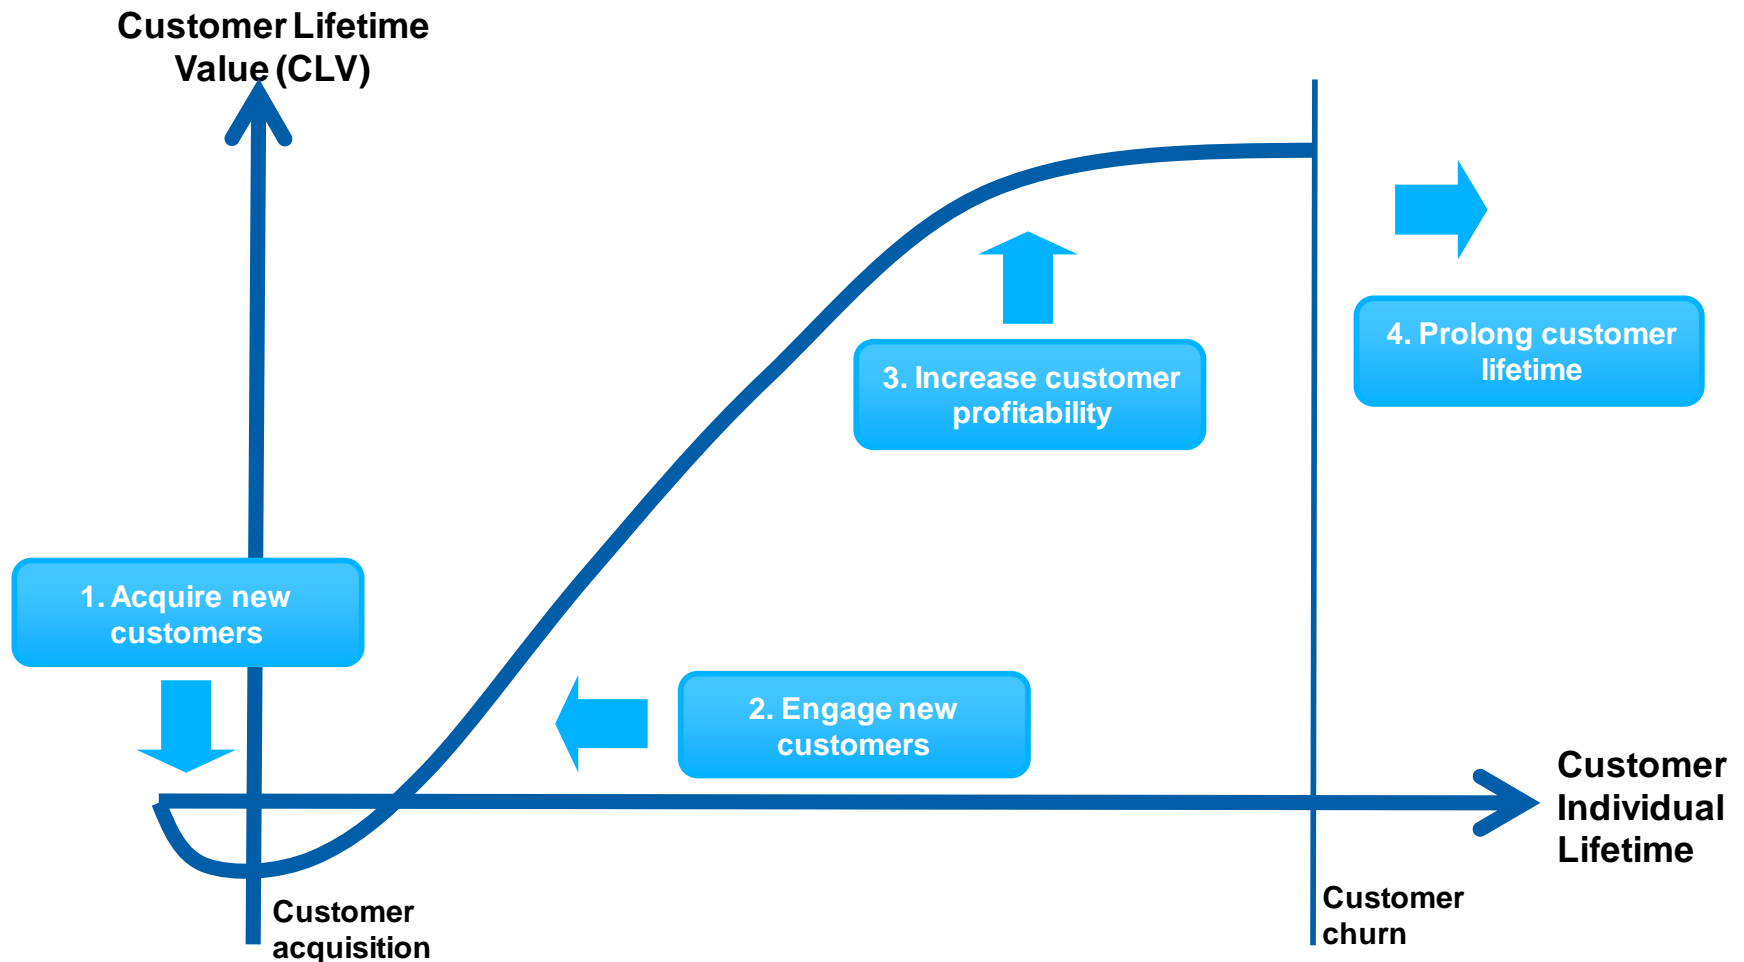 Customer Lifetime
Value (CLV)
1. Acquire new
customers
2. Engage new
customers
3. Increase customer
profitability
4. Prolong customer
lifetime
Customer
Individual
Lifetime
Customer
acquisition
Customer
churn